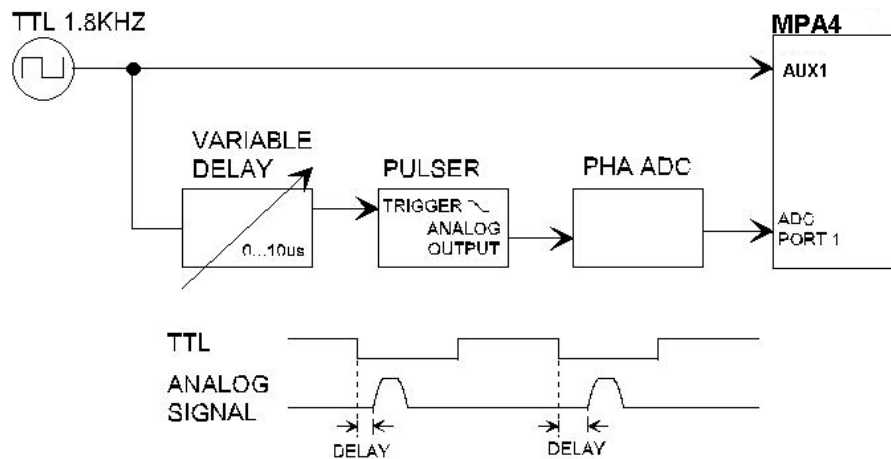 TTL 1.8KHZ
MPA4
AUX1
VARIABLE
DELAY
0...10us
PULSER
TRIGGER
ANALOG
OUTPUT
PHA ADC
ADC
PORT 1
TTL
ANALOG
SIGNAL
DELAY
DELAY